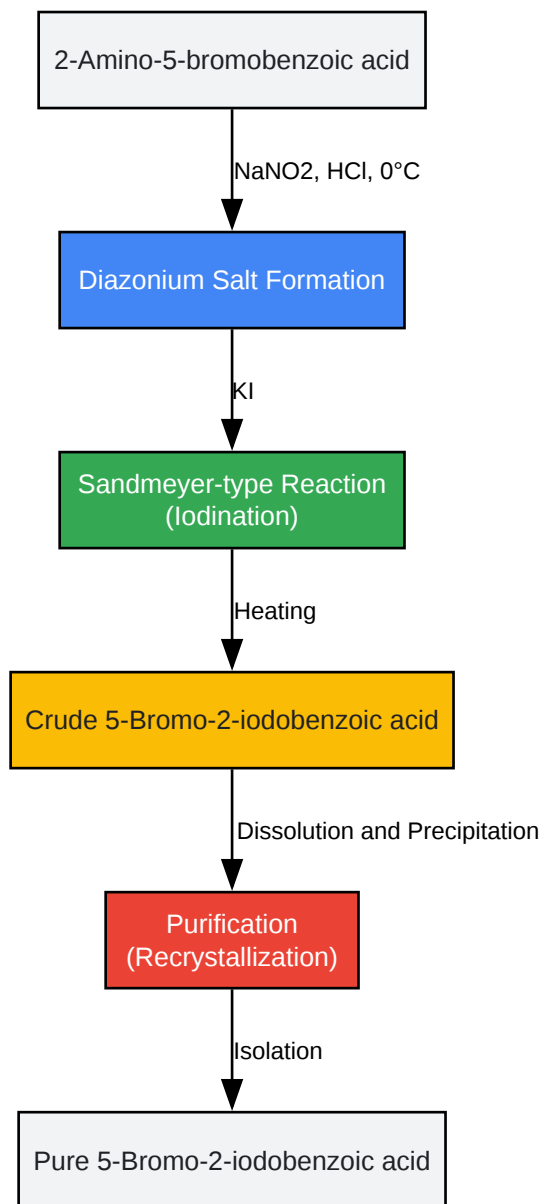 2-Amino-5-bromobenzoic acid
NaNO2, HCl, 0°C
Diazonium Salt Formation
KI
Sandmeyer-type Reaction
(Iodination)
Heating
Crude 5-Bromo-2-iodobenzoic acid
Dissolution and Precipitation
Purification
(Recrystallization)
Isolation
Pure 5-Bromo-2-iodobenzoic acid